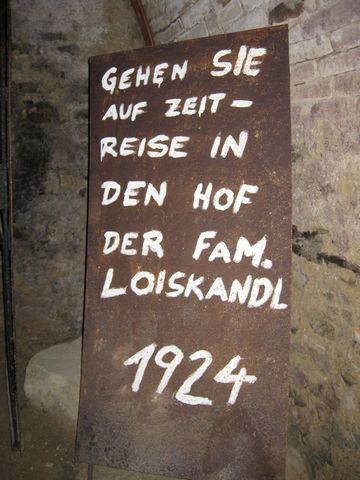 GEHEN SIE
AUF ZEIT-
REISE IN
DEN HOF
DER FAM.
LOISKANDL
1924